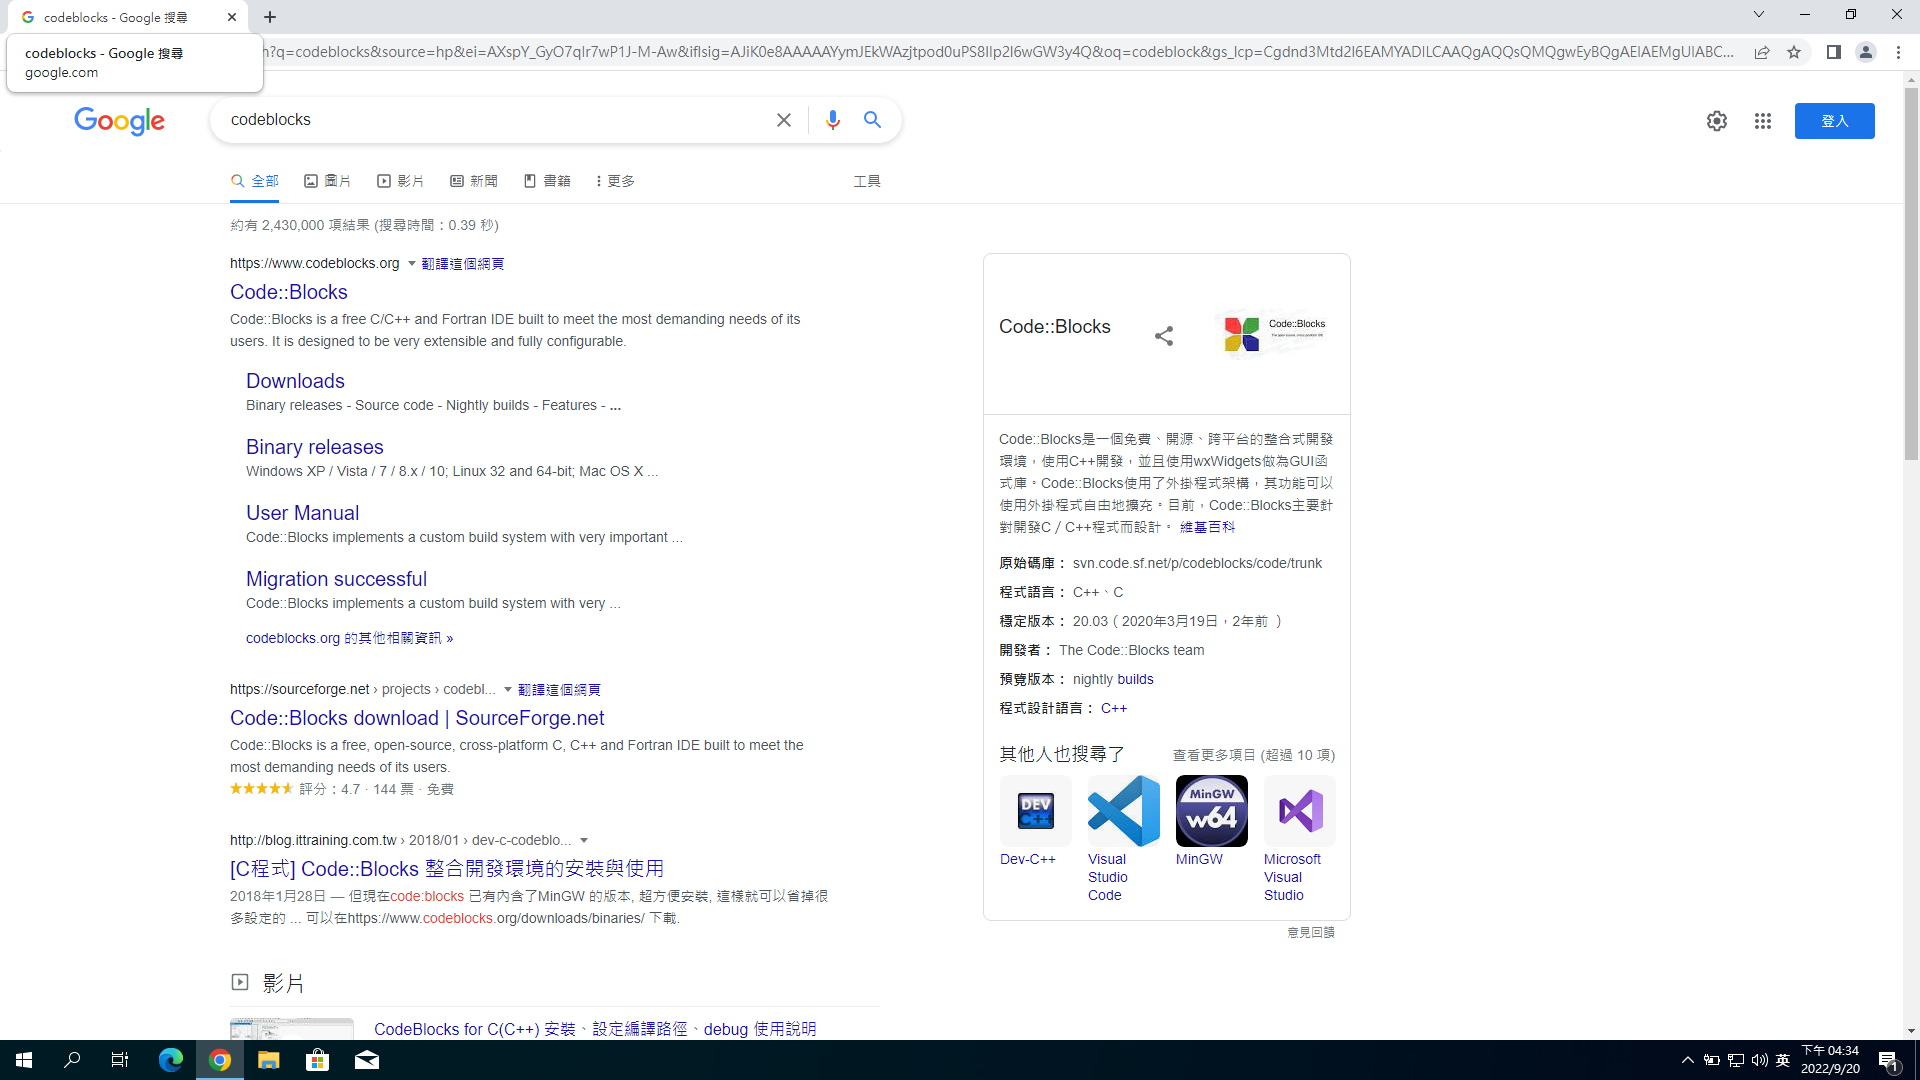 codeblocks - Google 搜尋
codeblocks - Google 搜尋
google.com
Google
codeblocks
登入
全部
圖片
影片
新聞
書籍
更多
工具
約有 2,430,000 項結果 (搜尋時間：0.39 秒)
https://www.codeblocks.org 翻譯這個網頁
Code::Blocks
Code::Blocks is a free C/C++ and Fortran IDE built to meet the most demanding needs of its
users. It is designed to be very extensible and fully configurable.
Downloads
Binary releases - Source code - Nightly builds - Features - ...
Binary releases
Windows XP / Vista / 7 / 8.x / 10; Linux 32 and 64-bit; Mac OS X ...
User Manual
Code::Blocks implements a custom build system with very important ...
Migration successful
Code::Blocks implements a custom build system with very ...
codeblocks.org 的其他相關資訊 »
https://sourceforge.net › projects › codebl... 翻譯這個網頁
Code::Blocks download | SourceForge.net
Code::Blocks is a free, open-source, cross-platform C, C++ and Fortran IDE built to meet the
most demanding needs of its users.
評分：4.7 · 144 票 · 免費
http://blog.ittraining.com.tw › 2018/01 › dev-c-codeblo...
[C程式] Code::Blocks 整合開發環境的安裝與使用
2018年1月28日 — 但現在code:blocks 已有內含了MinGW 的版本, 超方便安裝, 這樣就可以省掉很
多設定的 ... 可以在https://www.codeblocks.org/downloads/binaries/ 下載.
影片
CodeBlocks for C(C++) 安裝、設定編譯路徑、debug 使用說明
Code::Blocks
Code::Blocks
Code::Blocks是一個免費、開源、跨平台的整合式開發
環境，使用C++開發，並且使用wxWidgets做為GUI函
式庫。Code::Blocks使用了外掛程式架構，其功能可以
使用外掛程式自由地擴充。目前，Code::Blocks主要針
對開發C / C++程式而設計。 維基百科
原始碼庫： svn.code.sf.net/p/codeblocks/code/trunk
程式語言： C++、C
穩定版本： 20.03（2020年3月19日，2年前 ）
開發者： The Code::Blocks team
預覽版本： nightly builds
程式設計語言： C++
其他人也搜尋了
查看更多項目 (超過 10 項)
DEV
C++
MinGW
w64
Dev-C++
Visual
Studio
Code
MinGW
Microsoft
Visual
Studio
意見回饋
英
下午 04:34
2022/9/20
1